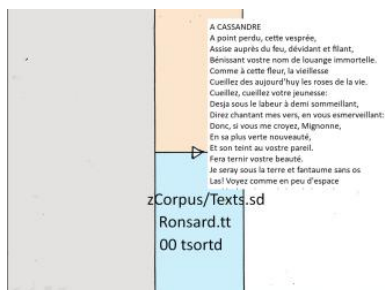 A CASSANDRE
A point perdu, cette vesprée,
Assise auprès du feu, dévidant et filant,
Bénissant vostre nom de louange immortelle.
Comme à cette fleur, la vieillesse
Cueillez des aujourd'huy les roses de la vie.
Cueillez, cueillez votre jeunesse:
Desja sous le labeur à demi sommeillant,
Direz chantant mes vers, en vous esmerveillant:
Donc, si vous me croyez, Mignonne,
En sa plus verte nouveauté,
Et son teint au vostre pareil.
Fera ternir vostre beauté.
Je seray sous la terre et fantaume sans os
Las! Voyez comme en peu d'espace
zCorpus/Texts.sd
Ronsard.tt
00 tsortd